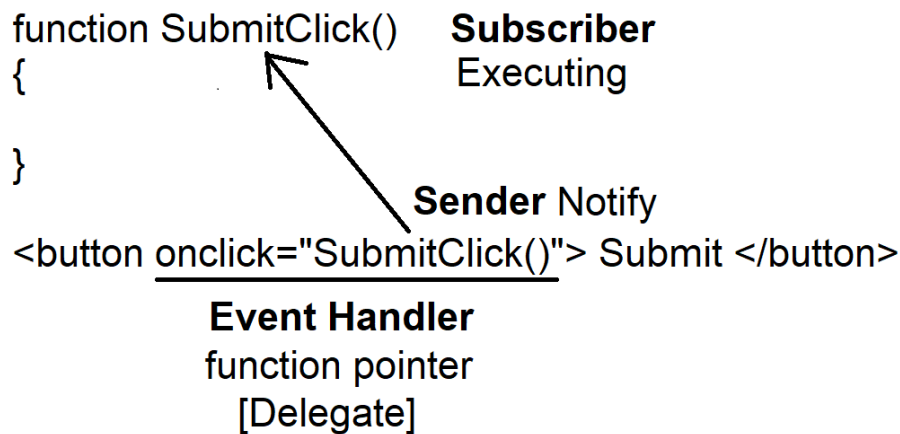 function SubmitClick() Subscriber
{ Executing
}
Sender Notify
<button onclick="SubmitClick()"> Submit </button>
Event Handler
function pointer
[Delegate]